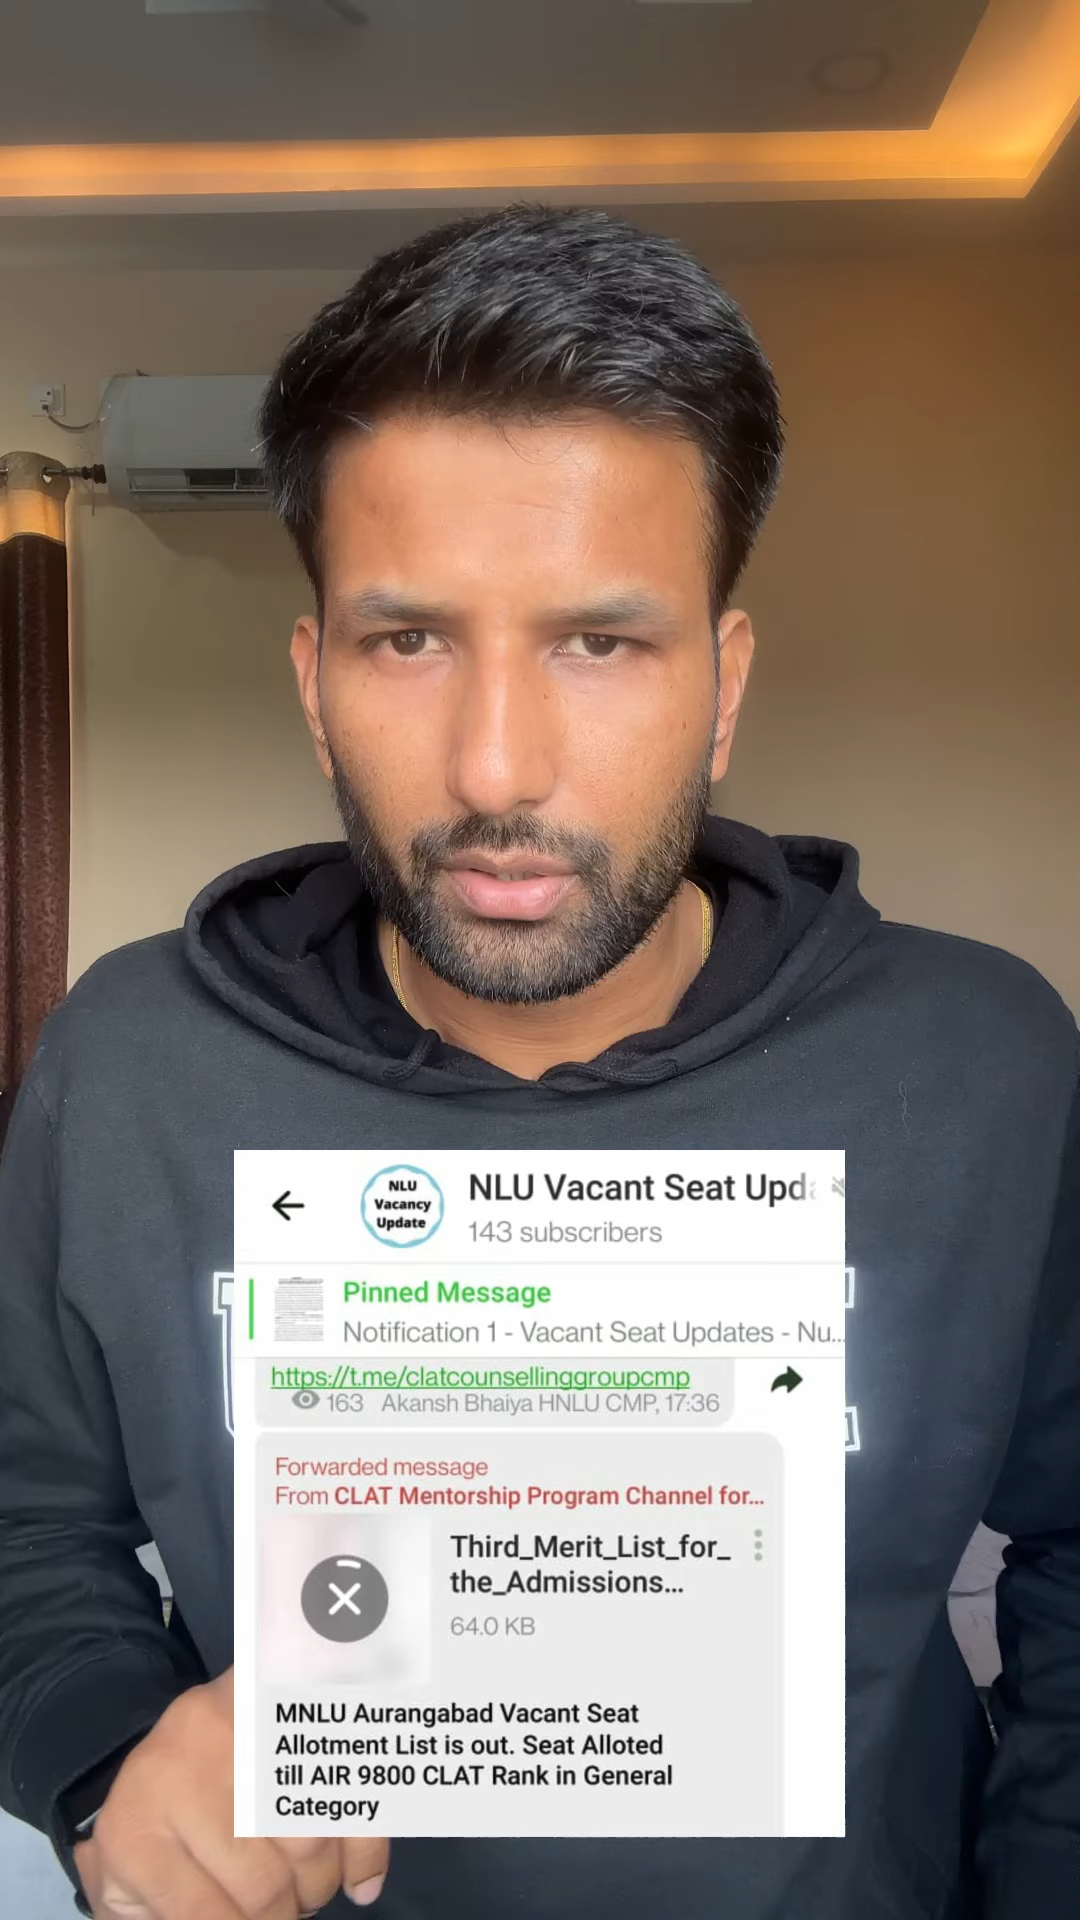 NLU
Vacancy
Update
NLU Vacant Seat Upda
143 subscribers
Pinned Message
Notification 1 - Vacant Seat Updates - Nu...
https://t.me/clatcounsellinggroupcmp
163 Akansh Bhaiya HNLU CMP, 17:36
Forwarded message
From CLAT Mentorship Program Channel for...
Third_Merit_List_for_
the_Admissions...
64.0 KB
MNLU Aurangabad Vacant Seat
Allotment List is out. Seat Alloted
till AIR 9800 CLAT Rank in General
Category